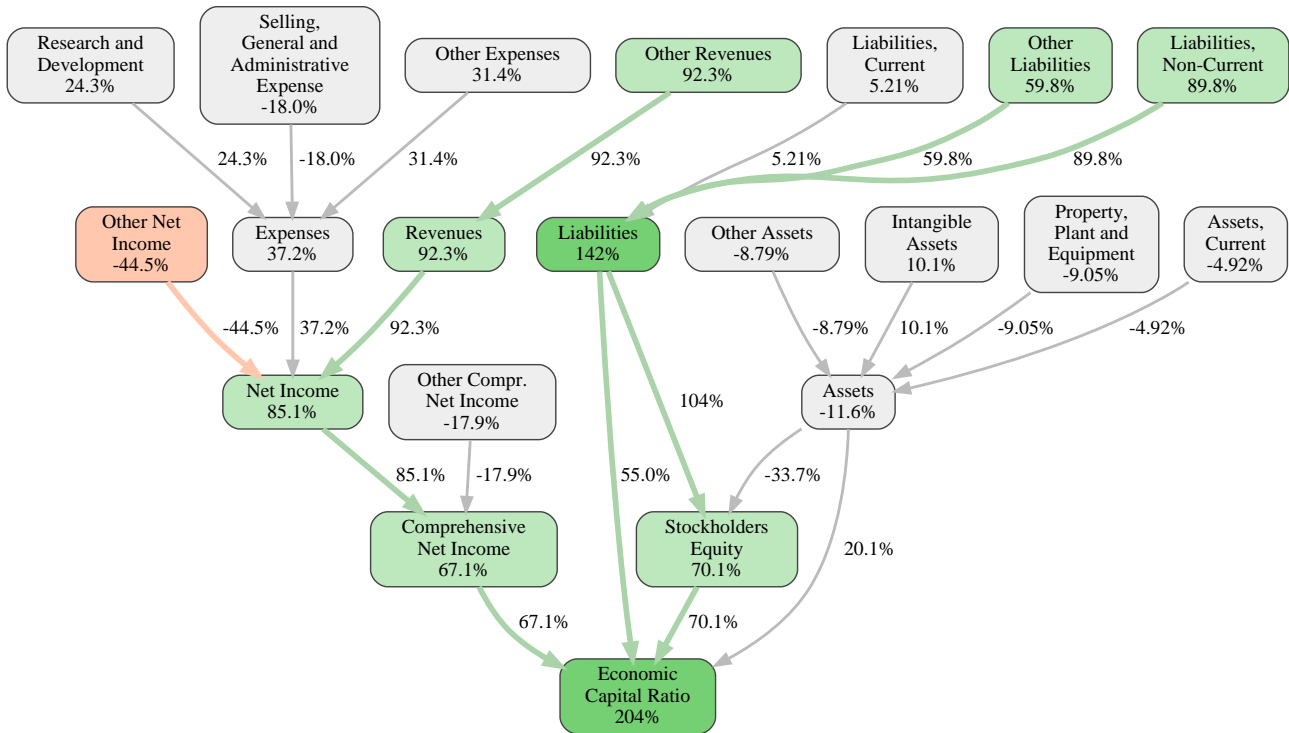 Research and
Development
24.3%
Selling,
General and
Administrative
Expense
-18.0%
Other Expenses
31.4%
Other Revenues
92.3%
Liabilities,
Current
5.21%
Other
Liabilities
59.8%
Liabilities,
Non-Current
89.8%
24.3%
-18.0%
31.4%
92.3%
5.21%
59.8%
89.8%
Other Net
Income
-44.5%
Expenses
37.2%
Revenues
92.3%
Liabilities
142%
Other Assets
-8.79%
Intangible
Assets
10.1%
Property,
Plant and
Equipment
-9.05%
Assets,
Current
-4.92%
-44.5%
37.2%
92.3%
-8.79%
10.1%
-9.05%
-4.92%
Net Income
85.1%
Other Compr.
Net Income
-17.9%
104%
Assets
-11.6%
85.1%
-17.9%
55.0%
-33.7%
Comprehensive
Net Income
67.1%
Stockholders
Equity
70.1%
20.1%
67.1%
70.1%
Economic
Capital Ratio
204%